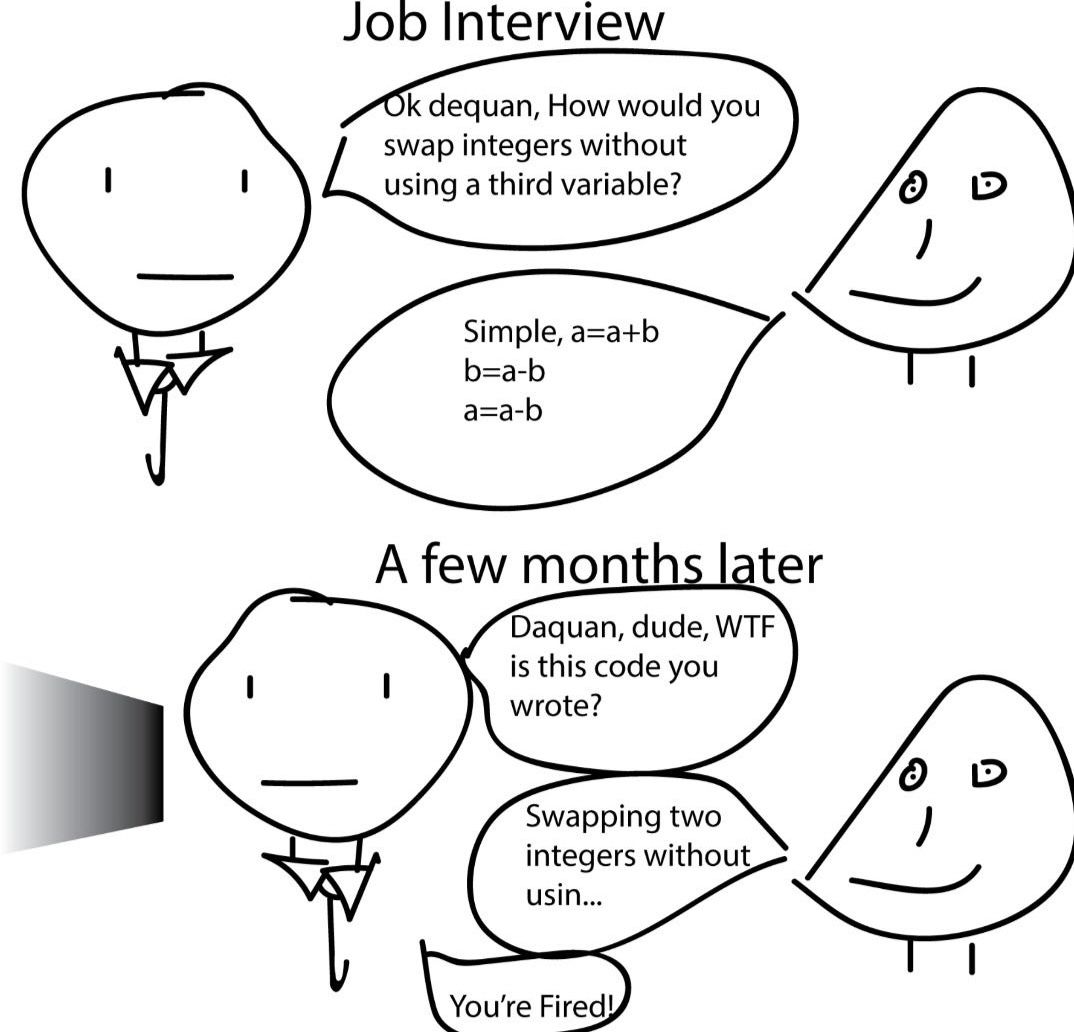 Job Interview
Ok dequan, How would you
swap integers without
using a third variable?
Simple, a=a+b
b=a-b
a=a-b
A few months later
Daquan, dude, WTF
is this code you
wrote?
Swapping two
integers without
usin...
You're Fired!